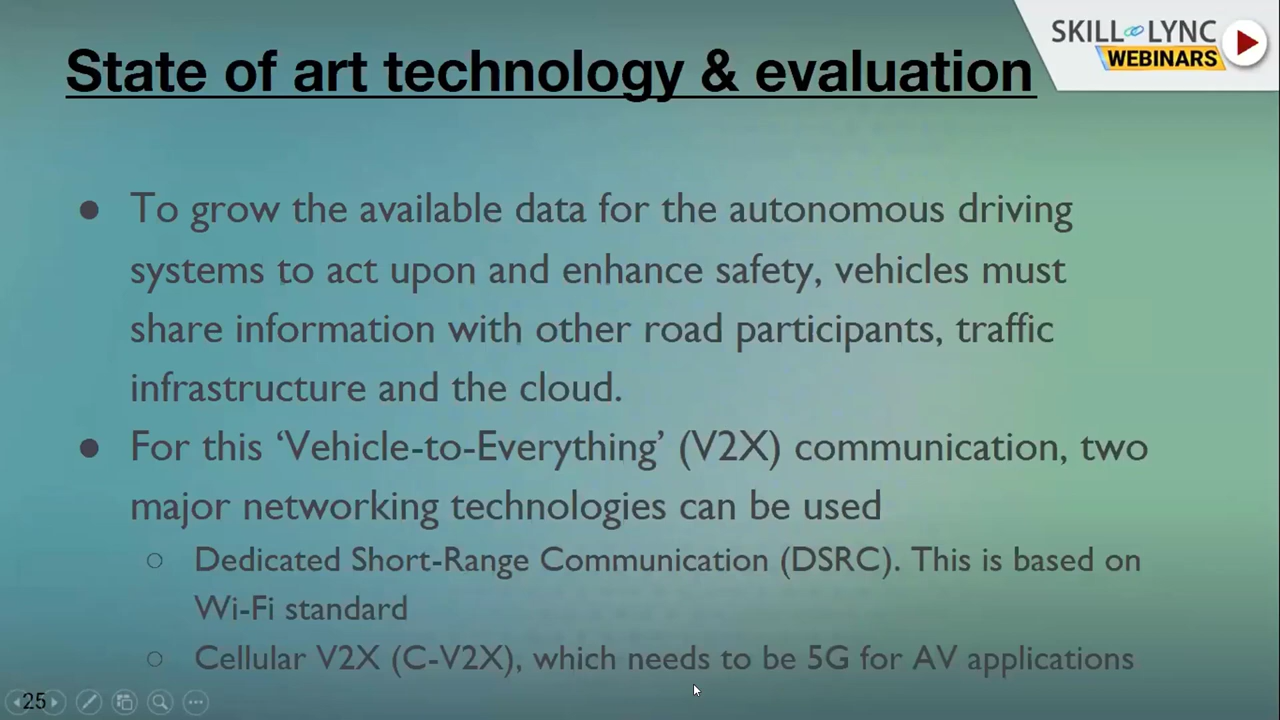 SKILL LYNC
WEBINARS
State of art technology & evaluation
● To grow the available data for the autonomous driving
systems to act upon and enhance safety, vehicles must
share information with other road participants, traffic
infrastructure and the cloud.
● For this ‘Vehicle-to-Everything’ (V2X) communication, two
major networking technologies can be used
○ Dedicated Short-Range Communication (DSRC). This is based on
Wi-Fi standard
○ Cellular V2X (C-V2X), which needs to be 5G for AV applications
25